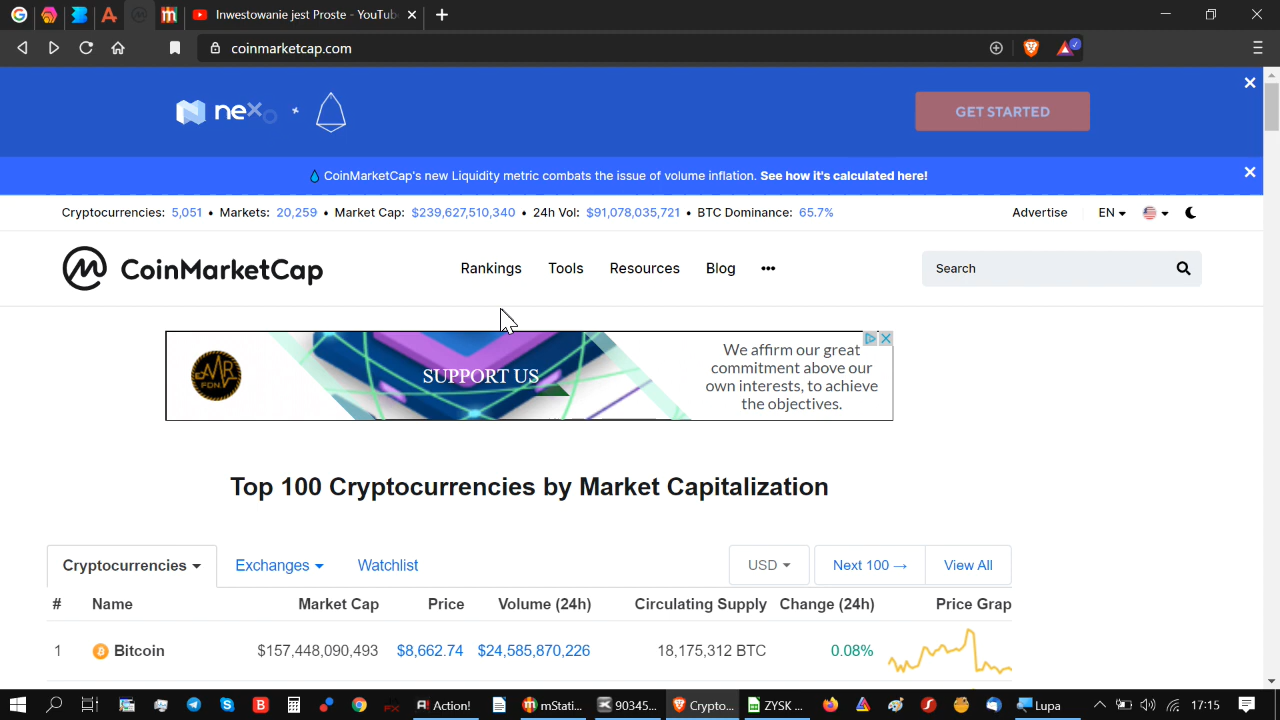 Inwestowanie jest Proste - YouTub
coinmarketcap.com
nexo
GET STARTED
CoinMarketCap's new Liquidity metric combats the issue of volume inflation. See how it's calculated here!
Cryptocurrencies: 5,051 • Markets: 20,259 • Market Cap: $239,627,510,340 • 24h Vol: $91,078,035,721 • BTC Dominance: 65.7%
Advertise EN
CoinMarketCap
Rankings Tools Resources Blog •••
Search
MR
FDN.
SUPPORT US
We affirm our great
commitment above our
own interests, to achieve
the objectives.
Top 100 Cryptocurrencies by Market Capitalization
Cryptocurrencies Exchanges Watchlist USD Next 100 → View All
# Name Market Cap Price Volume (24h) Circulating Supply Change (24h) Price Grap
1 Bitcoin $157,448,090,493 $8,662.74 $24,585,870,226 18,175,312 BTC 0.08%
A! Action! mStati... 90345... Crypto... ZYSK ... Lupa 17:15